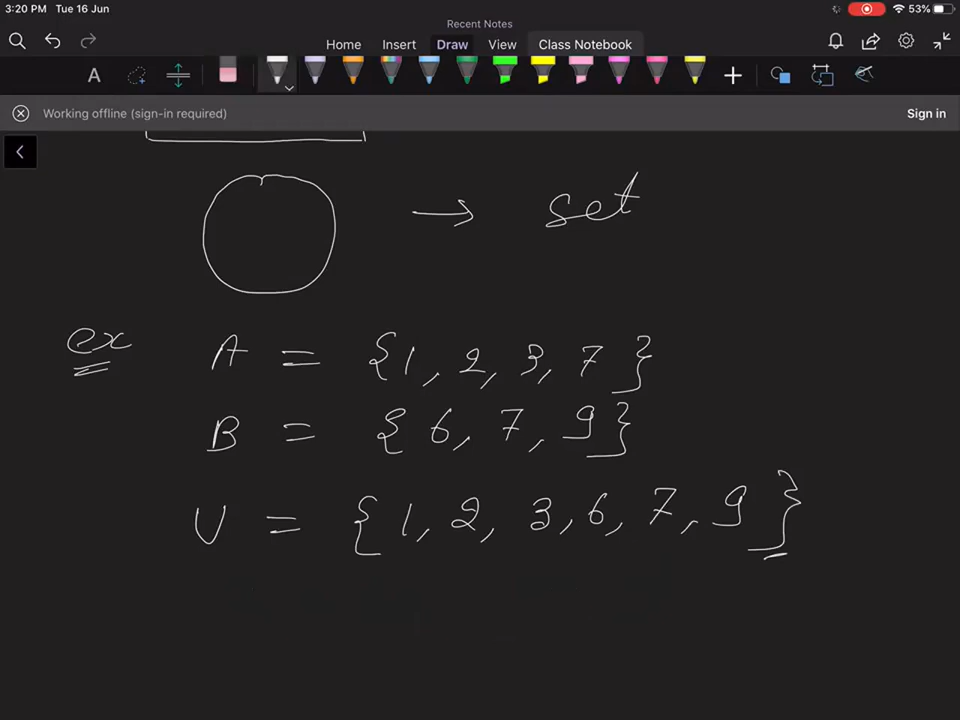 3:20 PM Tue 16 Jun 53%
Recent Notes
Home Insert Draw View Class Notebook
A
Working offline (sign-in required) Sign in
→ set
ex A = {1, 2, 3, 7}
B = {6, 7, 9}
U = {1, 2, 3, 6, 7, 9}